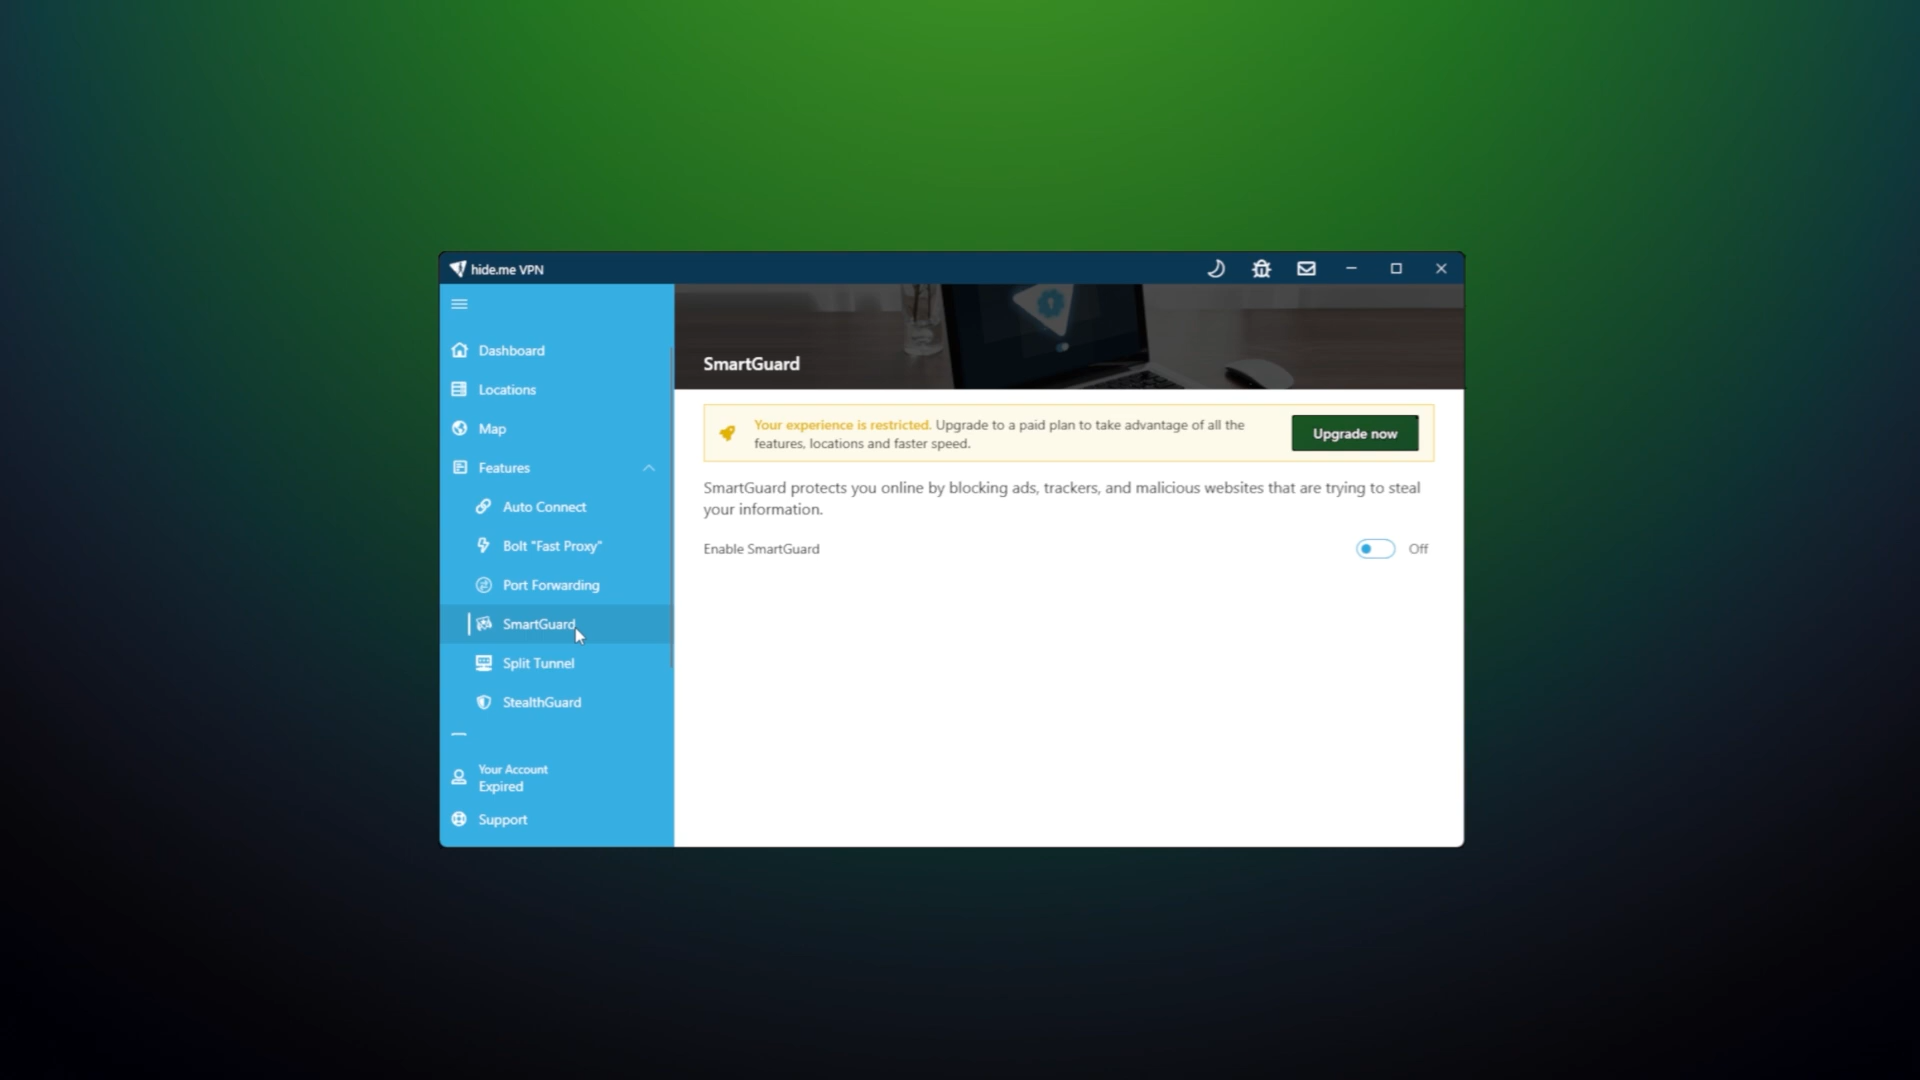 hide.me VPN
Dashboard
Locations
Map
Features
Auto Connect
Bolt "Fast Proxy"
Port Forwarding
SmartGuard
Split Tunnel
StealthGuard
Your Account
Expired
Support
SmartGuard
Your experience is restricted. Upgrade to a paid plan to take advantage of all the
features, locations and faster speed.
Upgrade now
SmartGuard protects you online by blocking ads, trackers, and malicious websites that are trying to steal
your information.
Enable SmartGuard
Off